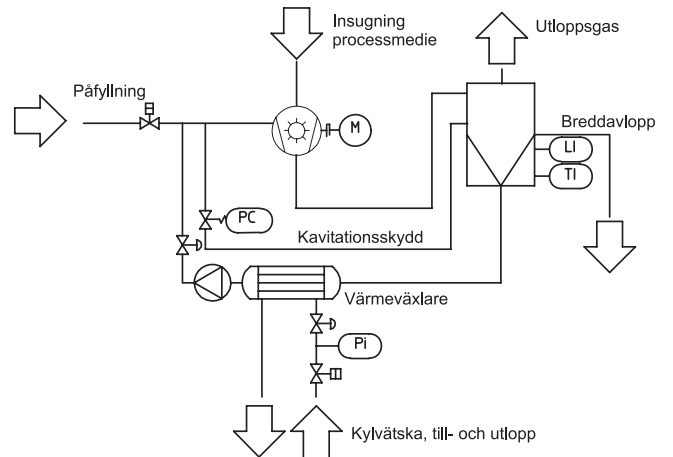 Insugning
processmedie
Utloppsgas
Påfyllning
Breddavlopp
M
LI
TI
PC
Kavitationsskydd
Värmeväxlare
Pi
Kylvätska, till- och utlopp